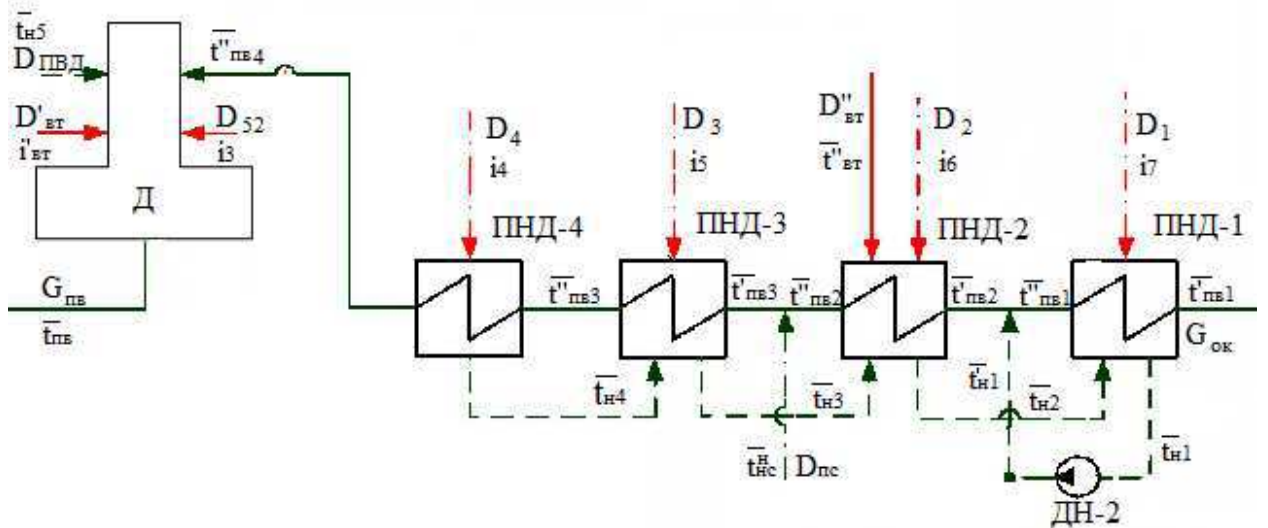 t̅н5
DПВД
t̅"пв4
D'вт
i'вт
D52
i3
Д
Gпв
t̅пв
D4
i4
ПНД-4
D3
i5
ПНД-3
D"вт
t̅"вт
D2
i6
ПНД-2
D1
i7
ПНД-1
t̅"пв3
t̅'пв3
t̅"пв2
t̅'пв2
t̅"пв1
t̅'пв1
Gок
t̅н4
t̅н3
t̅'н1
t̅н2
t̅н1
t̅ннс
Dпс
ДН-2